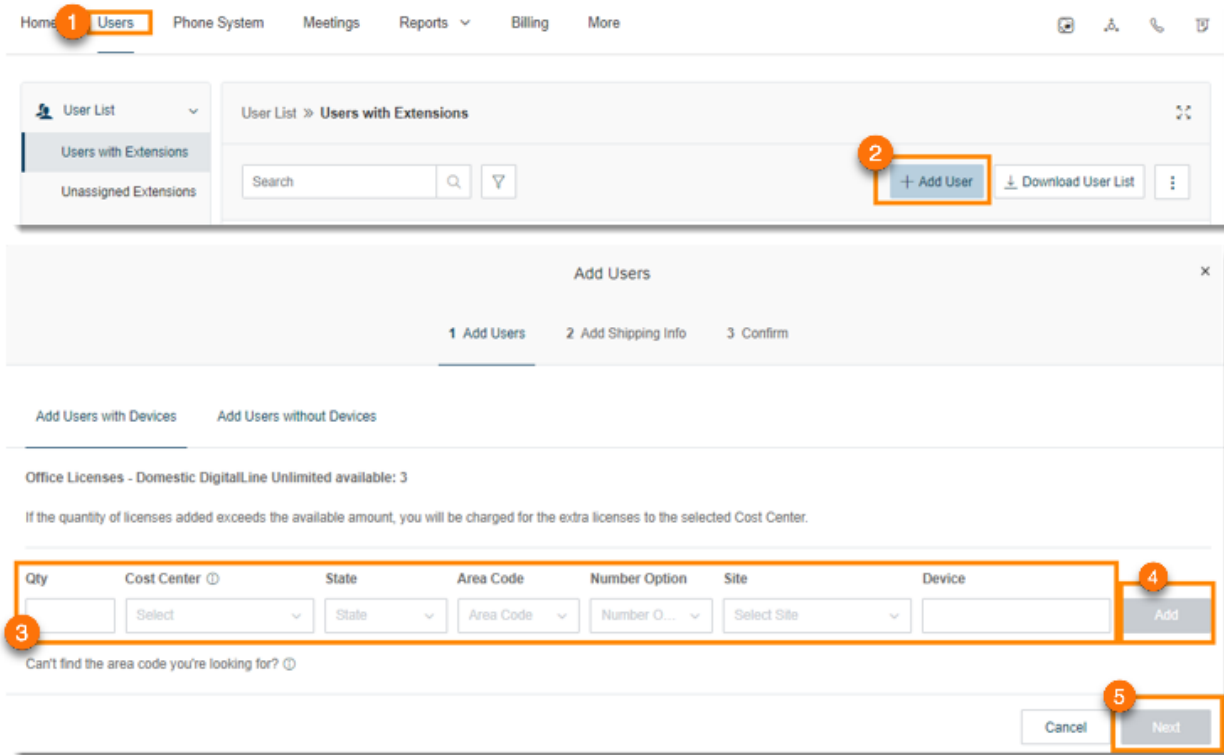 Home 1 Users Phone System Meetings Reports Billing More
User List
Users with Extensions
Unassigned Extensions
User List » Users with Extensions
2
Search
+ Add User Download User List
Add Users ×
1 Add Users 2 Add Shipping Info 3 Confirm
Add Users with Devices Add Users without Devices
Office Licenses - Domestic DigitalLine Unlimited available: 3
If the quantity of licenses added exceeds the available amount, you will be charged for the extra licenses to the selected Cost Center.
Qty Cost Center State Area Code Number Option Site Device 4
3 Select State Area Code Number O... Select Site Add
Can't find the area code you're looking for?
5
Cancel Next